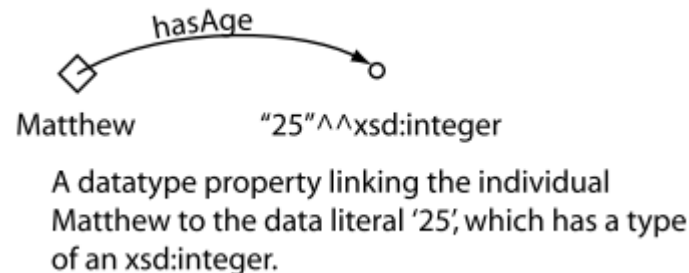 hasAge
Matthew “25”^^xsd:integer
A datatype property linking the individual
Matthew to the data literal ‘25’, which has a type
of an xsd:integer.